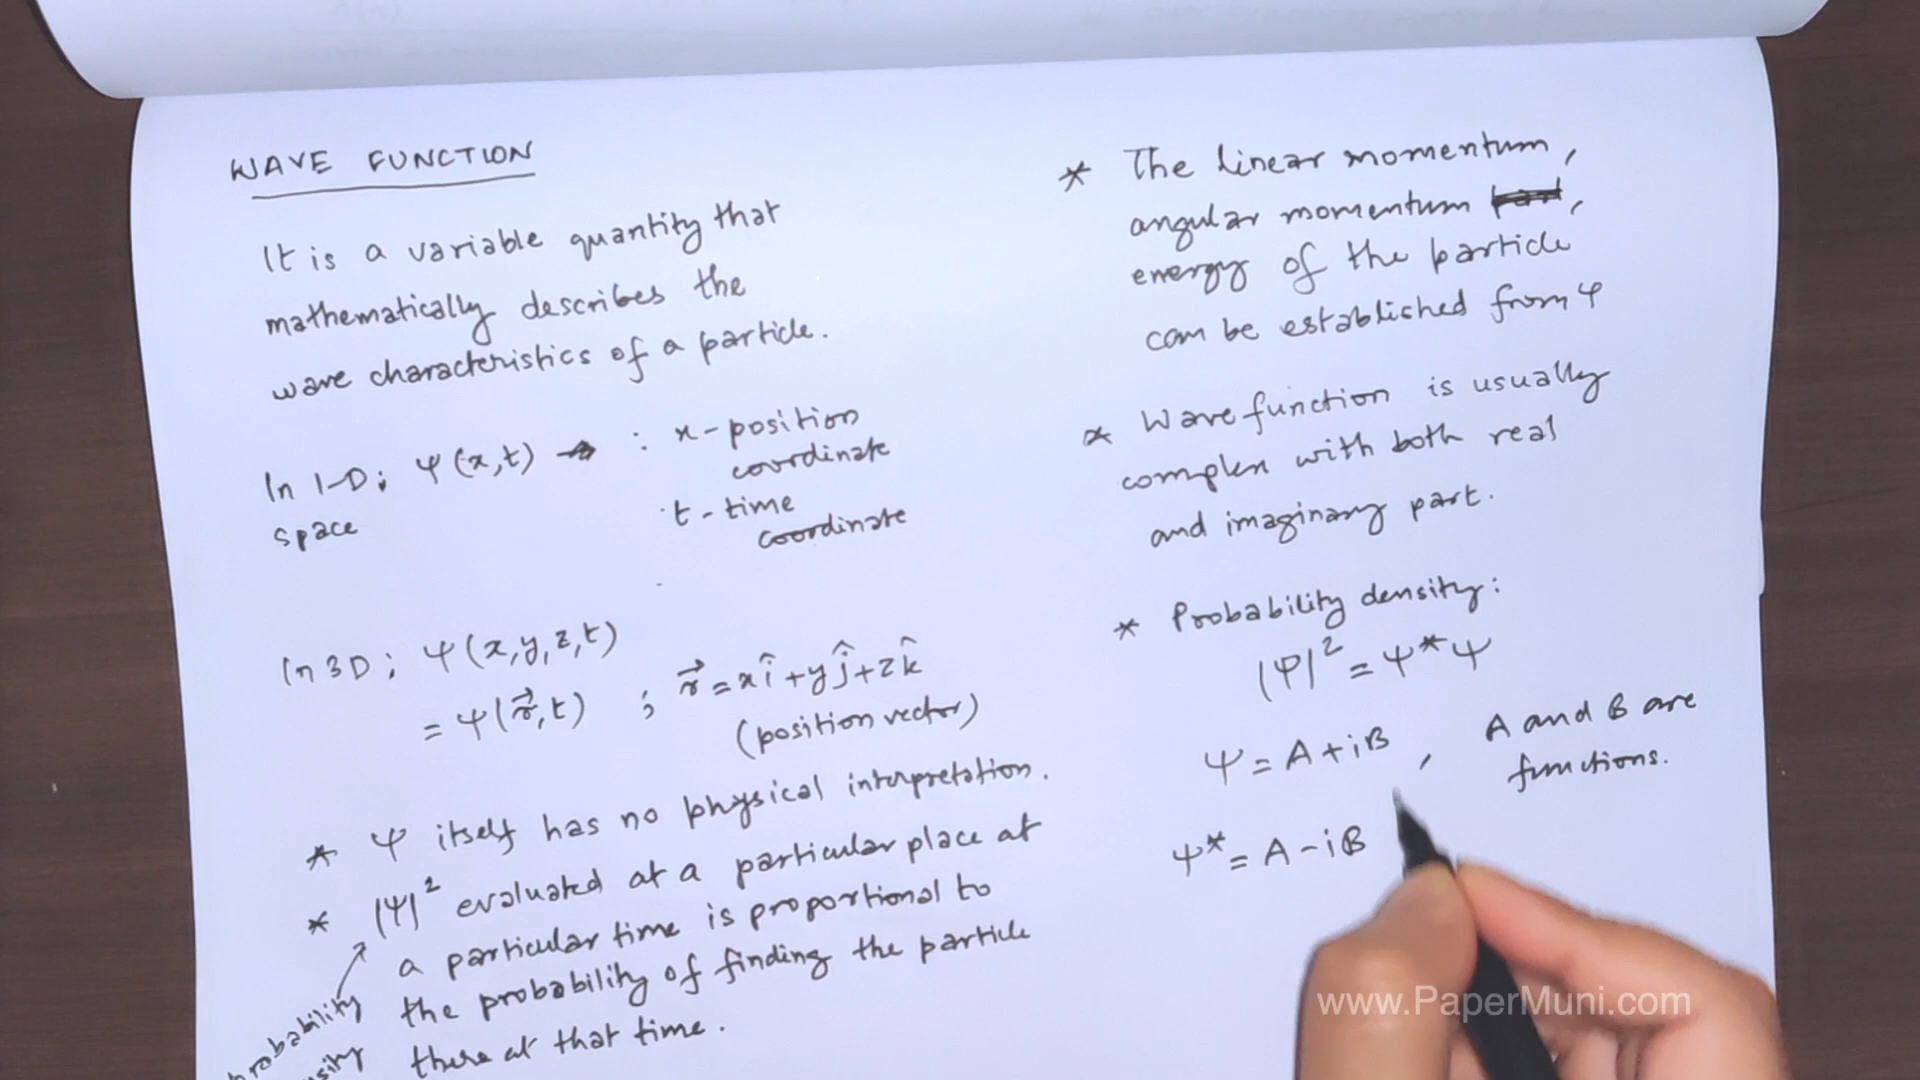 WAVE FUNCTION
It is a variable quantity that
mathematically describes the
wave characteristics of a particle.
In 1-D; ψ(x,t) → : x - position
space coordinate
t - time
coordinate
In 3D; ψ(x,y,z,t)
= ψ(r⃗,t) ; r⃗ = xî + yĵ + zk̂
(position vector)
* ψ itself has no physical interpretation.
* |ψ|² evaluated at a particular place at
a particular time is proportional to
the probability of finding the particle
there at that time.
probability
* The linear momentum,
angular momentum ,
energy of the particle
can be established from ψ
* Wave function is usually
complex with both real
and imaginary part.
* Probability density:
|ψ|² = ψ*ψ
ψ = A + iB , A and B are
functions.
ψ* = A - iB
www.PaperMuni.com